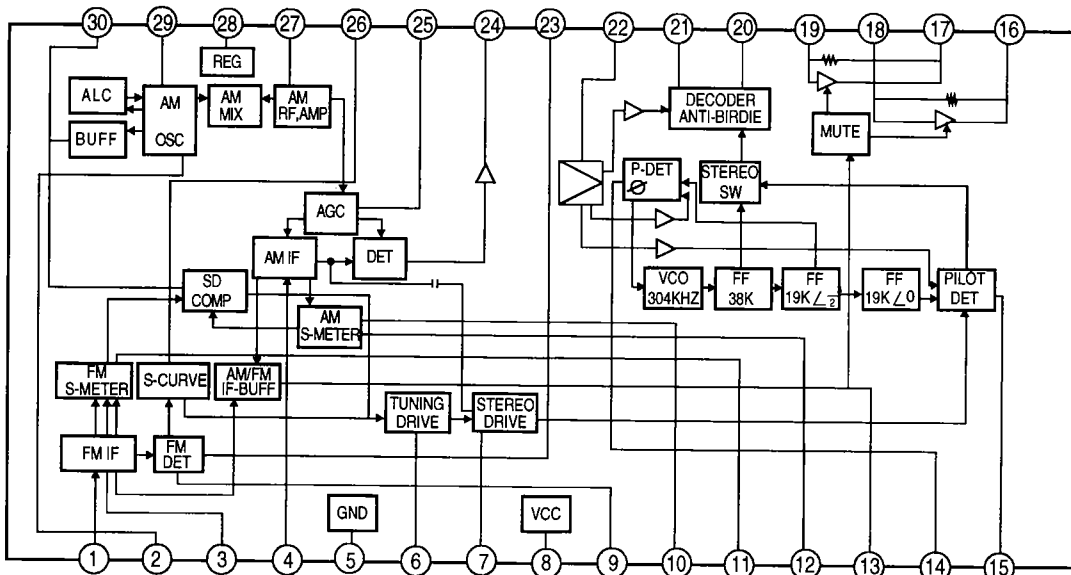 30 29 28 27 26 25 24 23 22 21 20 19 18 17 16
REG
ALC
AM
OSC
AM
MIX
AM
RF,AMP
BUFF
DECODER
ANTI-BIRDIE
MUTE
P-DET
Ø
STEREO
SW
AGC
AM IF
DET
SD
COMP
VCO
304KHZ
FF
38K
FF
19K ∠ π/2
FF
19K ∠0
PILOT
DET
AM
S-METER
FM
S-METER
S-CURVE
AM/FM
IF-BUFF
TUNING
DRIVE
STEREO
DRIVE
FM IF
FM
DET
GND
VCC
1 2 3 4 5 6 7 8 9 10 11 12 13 14 15